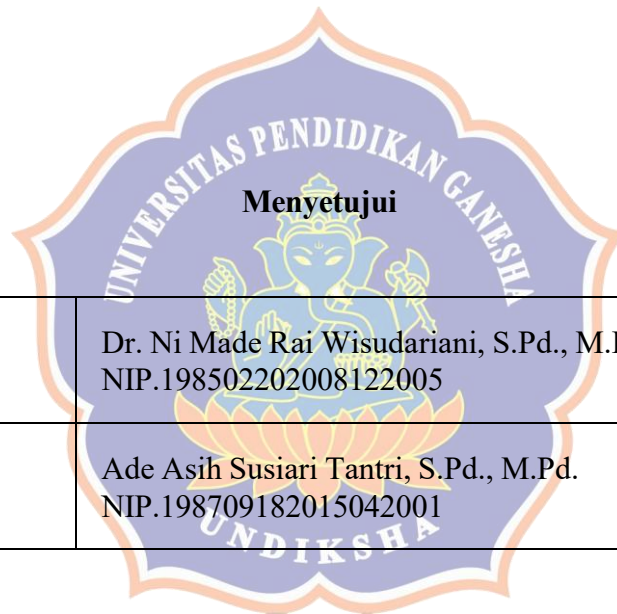 UNIVERSITAS PENDIDIKAN GANESHA
Menyetujui
Dr. Ni Made Rai Wisudariani, S.Pd.,
NIP.198502202008122005
Ade Asih Susiari Tantri, S.Pd., M.Pd.
NIP.198709182015042001
UNDIKSHA